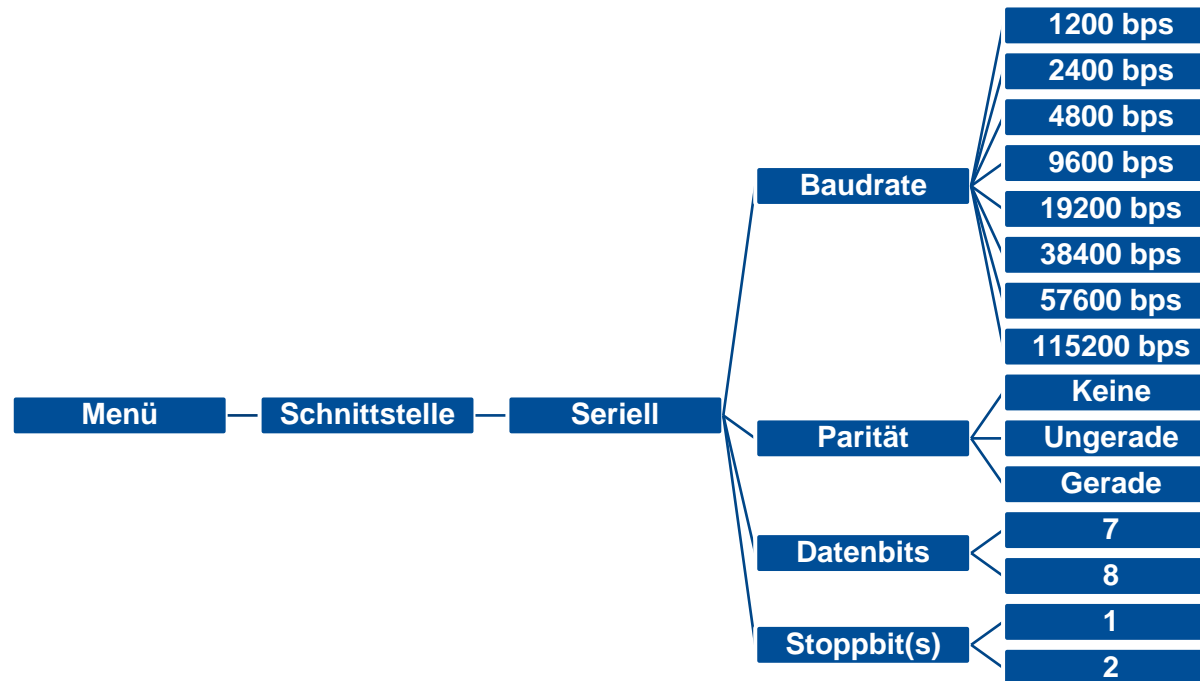 Menü
Schnittstelle
Seriell
Baudrate
1200 bps
2400 bps
4800 bps
9600 bps
19200 bps
38400 bps
57600 bps
115200 bps
Parität
Keine
Ungerade
Gerade
Datenbits
7
8
Stoppbit(s)
1
2